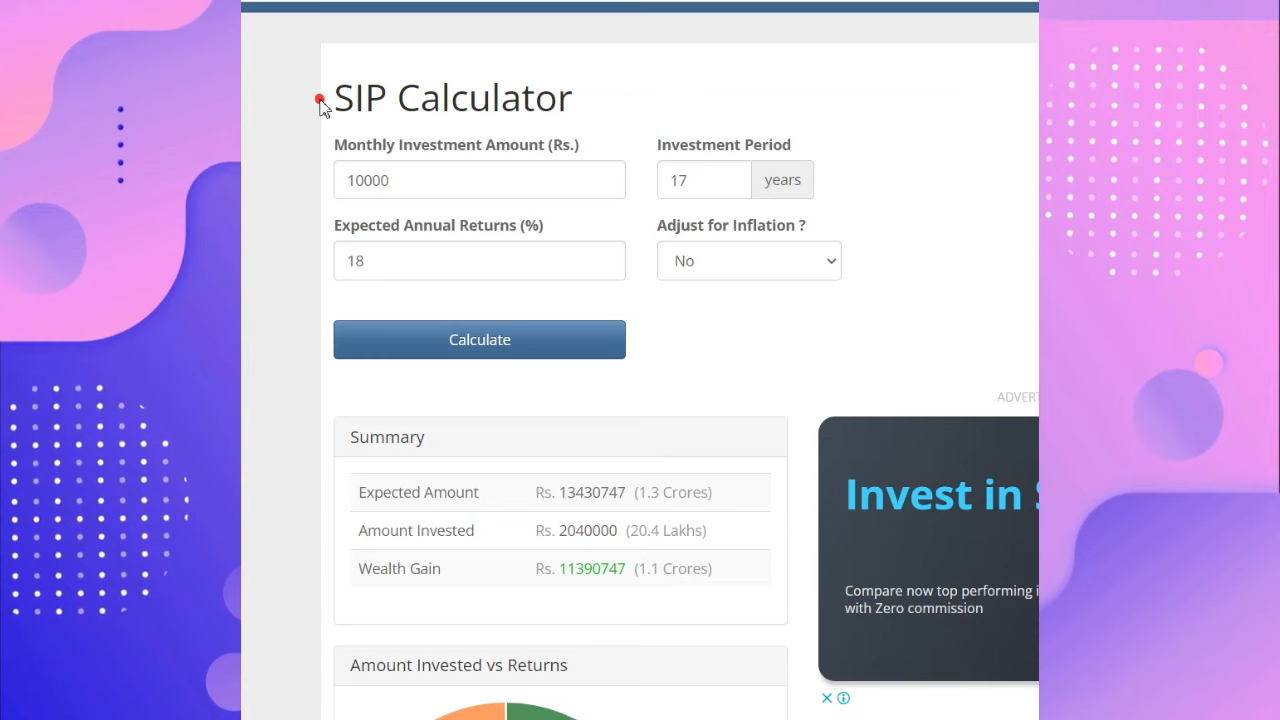 SIP Calculator
Monthly Investment Amount (Rs.)
Investment Period
10000
17 years
Expected Annual Returns (%)
Adjust for Inflation ?
18
No
Calculate
Summary
Expected Amount Rs. 13430747 (1.3 Crores)
Amount Invested Rs. 2040000 (20.4 Lakhs)
Wealth Gain Rs. 11390747 (1.1 Crores)
Amount Invested vs Returns
ADVERT
Invest in
Compare now top performing
with Zero commission